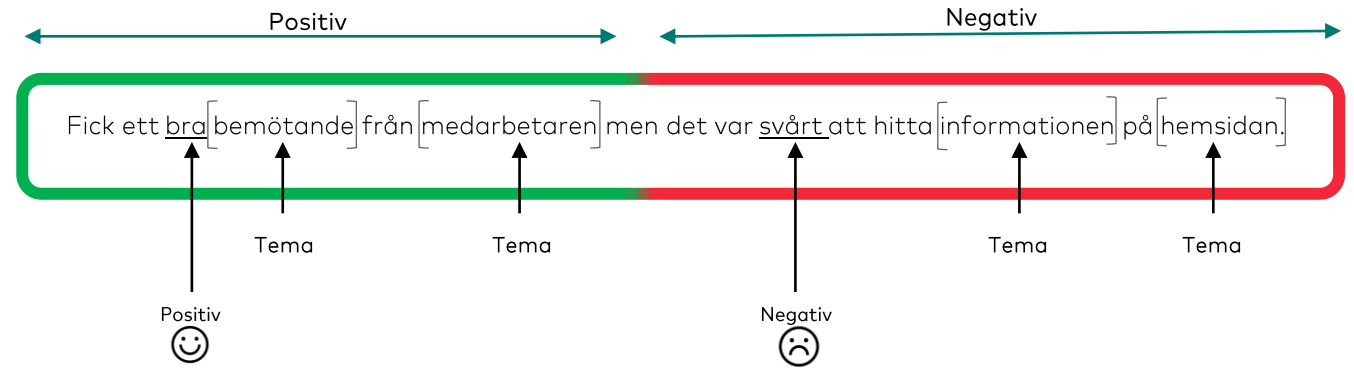 Positiv Negativ
Fick ett bra [bemötande] från [medarbetaren] men det var svårt att hitta [informationen] på [hemsidan.]
Tema Tema Tema Tema
Positiv Negativ